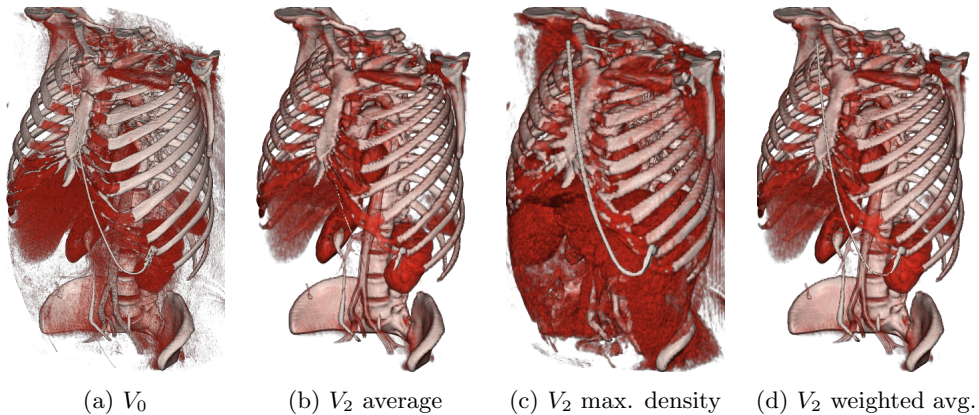 (a) V₀ (b) V₂ average (c) V₂ max. density (d) V₂ weighted avg.